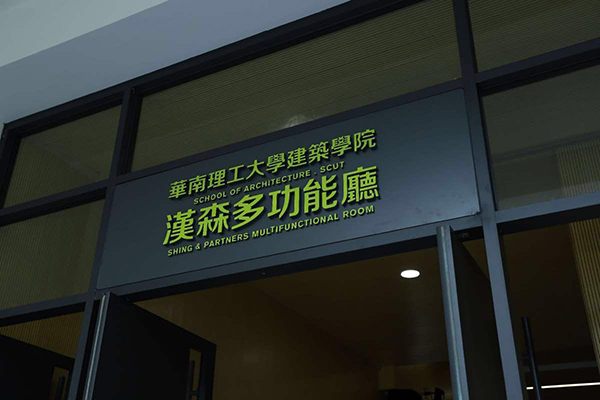 華南理工大學建築學院
SCHOOL OF ARCHITECTURE . SCUT
漢森多功能廳
SHING & PARTNERS MULTIFUNCTIONAL ROOM